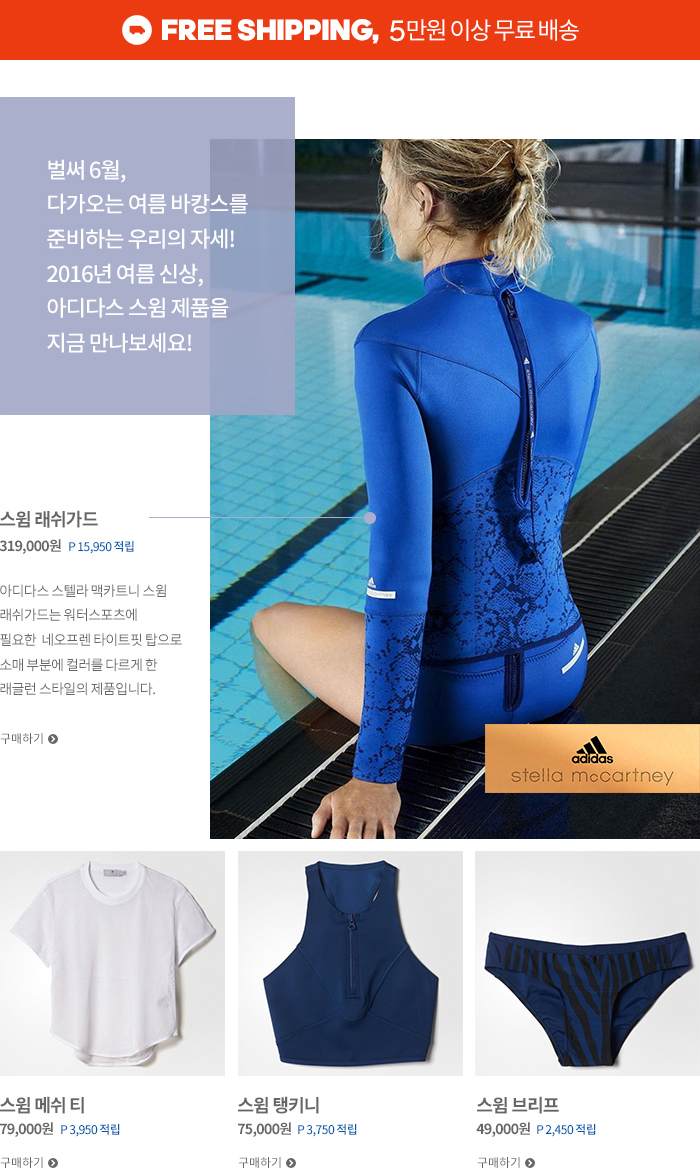 FREE SHIPPING, 5만원 이상 무료 배송
벌써 6월,
다가오는 여름 바캉스를
준비하는 우리의 자세!
2016년 여름 신상,
아디다스 스윔 제품을
지금 만나보세요!
스윔 래쉬가드
319,000원 P 15,950 적립
아디다스 스텔라 맥카트니 스윔
래쉬가드는 워터스포츠에
필요한 네오프렌 타이트핏 탑으로
소매 부분에 컬러를 다르게 한
래글런 스타일의 제품입니다.
구매하기
adidas
stella mccartney
스윔 메쉬 티
79,000원 P 3,950 적립
구매하기
스윔 탱키니
75,000원 P 3,750 적립
구매하기
스윔 브리프
49,000원 P 2,450 적립
구매하기